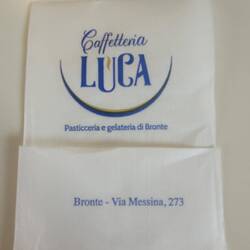 Caffetteria
LUCA
Pasticceria e gelateria di Bronte
Bronte - Via Messina, 273